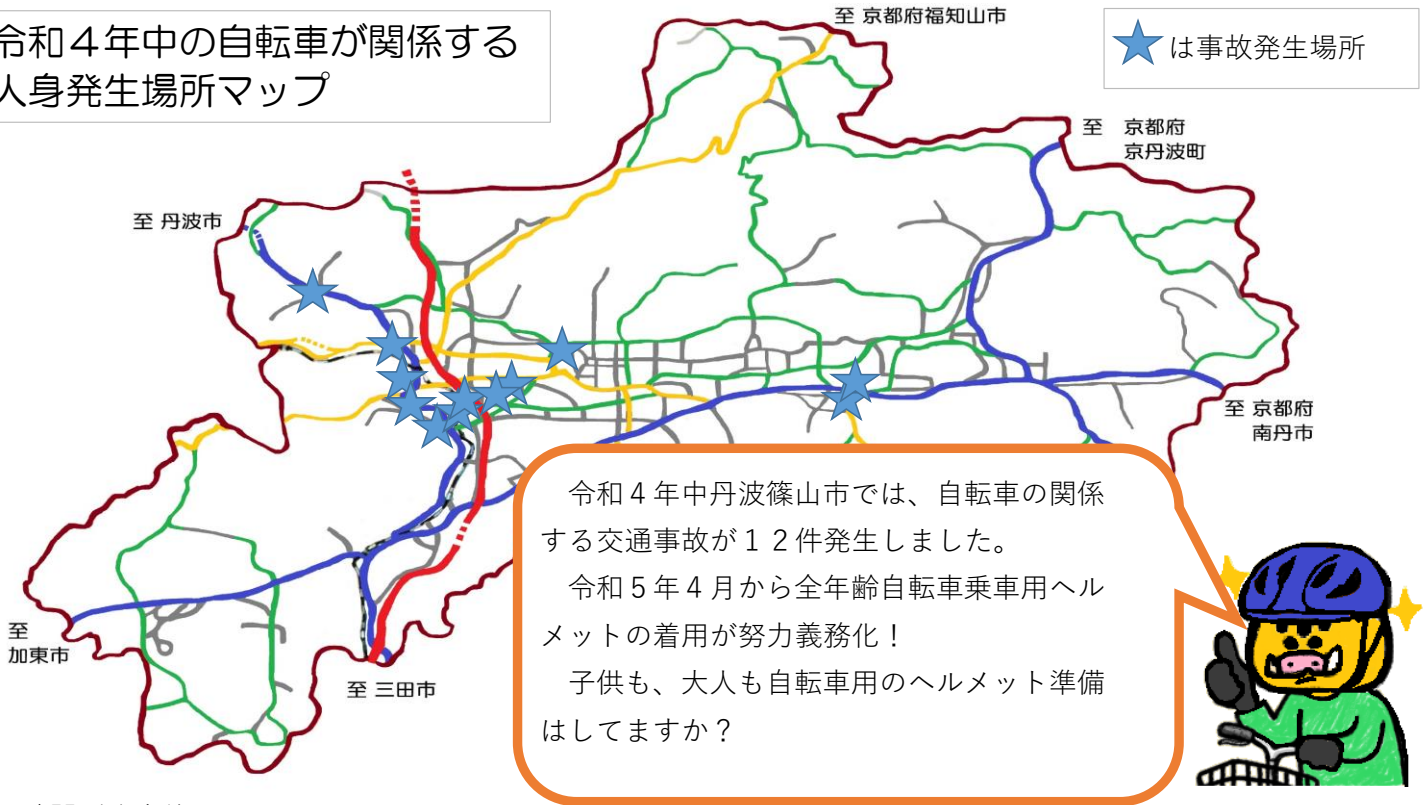 令和４年中の自転車が関係する
人身発生場所マップ
至 京都府福知山市
は事故発生場所
至 京都府
京丹波町
至 丹波市
至 京都府
南丹市
令和４年中丹波篠山市では、自転車の関係
する交通事故が１２件発生しました。
令和５年４月から全年齢自転車乗車用ヘル
メットの着用が努力義務化！
子供も、大人も自転車用のヘルメット準備
はしてますか？
至
加東市
至 三田市